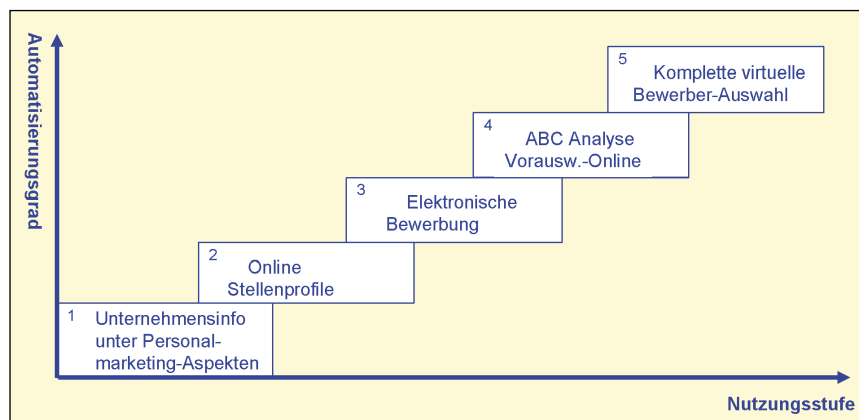 Automatisierungsgrad
5
Komplette virtuelle
Bewerber-Auswahl
4
ABC Analyse
Vorausw.-Online
3
Elektronische
Bewerbung
2
Online
Stellenprofile
1
Unternehmensinfo
unter Personal-
marketing-Aspekten
Nutzungsstufe